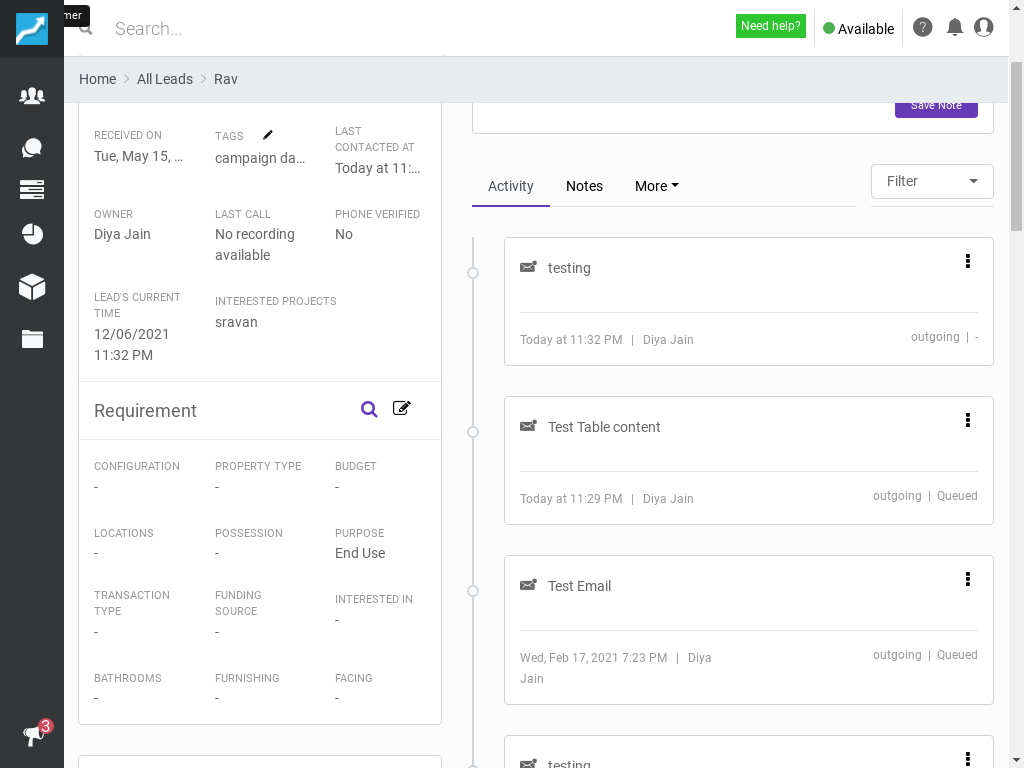 mer
Search...
Need help?
Available
Home
All Leads
Rav
RECEIVED ON
Tue, May 15, ...
TAGS
campaign da...
LAST
CONTACTED AT
Today at 11:...
OWNER
Diya Jain
LAST CALL
No recording
available
PHONE VERIFIED
No
LEAD'S CURRENT
TIME
12/06/2021
11:32 PM
INTERESTED PROJECTS
sravan
Requirement
CONFIGURATION
-
PROPERTY TYPE
-
BUDGET
-
LOCATIONS
-
POSSESSION
-
PURPOSE
End Use
TRANSACTION
TYPE
-
FUNDING
SOURCE
-
INTERESTED IN
-
BATHROOMS
-
FURNISHING
-
FACING
-
3
Save Note
Activity
Notes
More
Filter
testing
Today at 11:32 PM | Diya Jain
outgoing | -
Test Table content
Today at 11:29 PM | Diya Jain
outgoing | Queued
Test Email
Wed, Feb 17, 2021 7:23 PM | Diya
Jain
outgoing | Queued
testing